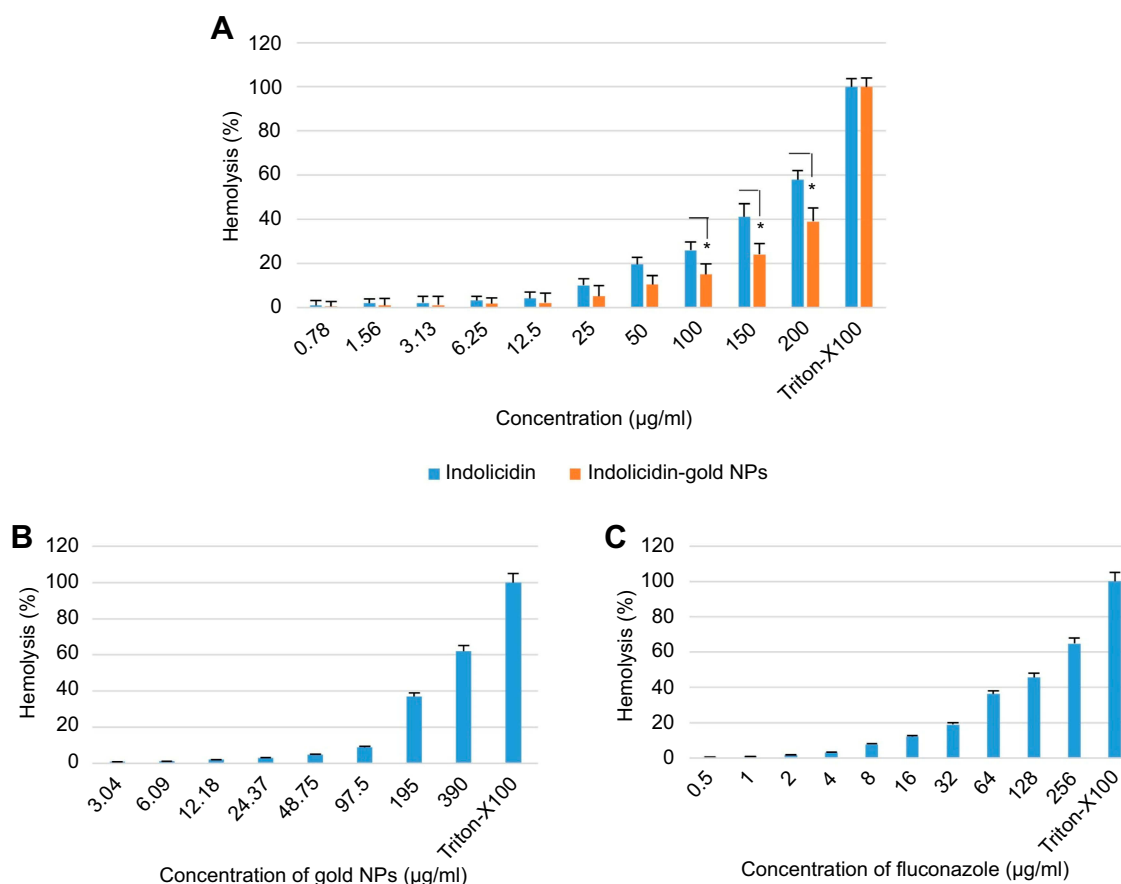 A
120
100
80
60
40
20
0
Hemolysis (%)
* * *
0.78 1.56 3.13 6.25 12.5 25 50 100 150 200 Triton-X100
Concentration (µg/ml)
Indolicidin Indolicidin-gold NPs
B
120
100
80
60
40
20
0
Hemolysis (%)
3.04 6.09 12.18 24.37 48.75 97.5 195 390 Triton-X100
Concentration of gold NPs (µg/ml)
C
120
100
80
60
40
20
0
Hemolysis (%)
0.5 1 2 4 8 16 32 64 128 256 Triton-X100
Concentration of fluconazole (µg/ml)